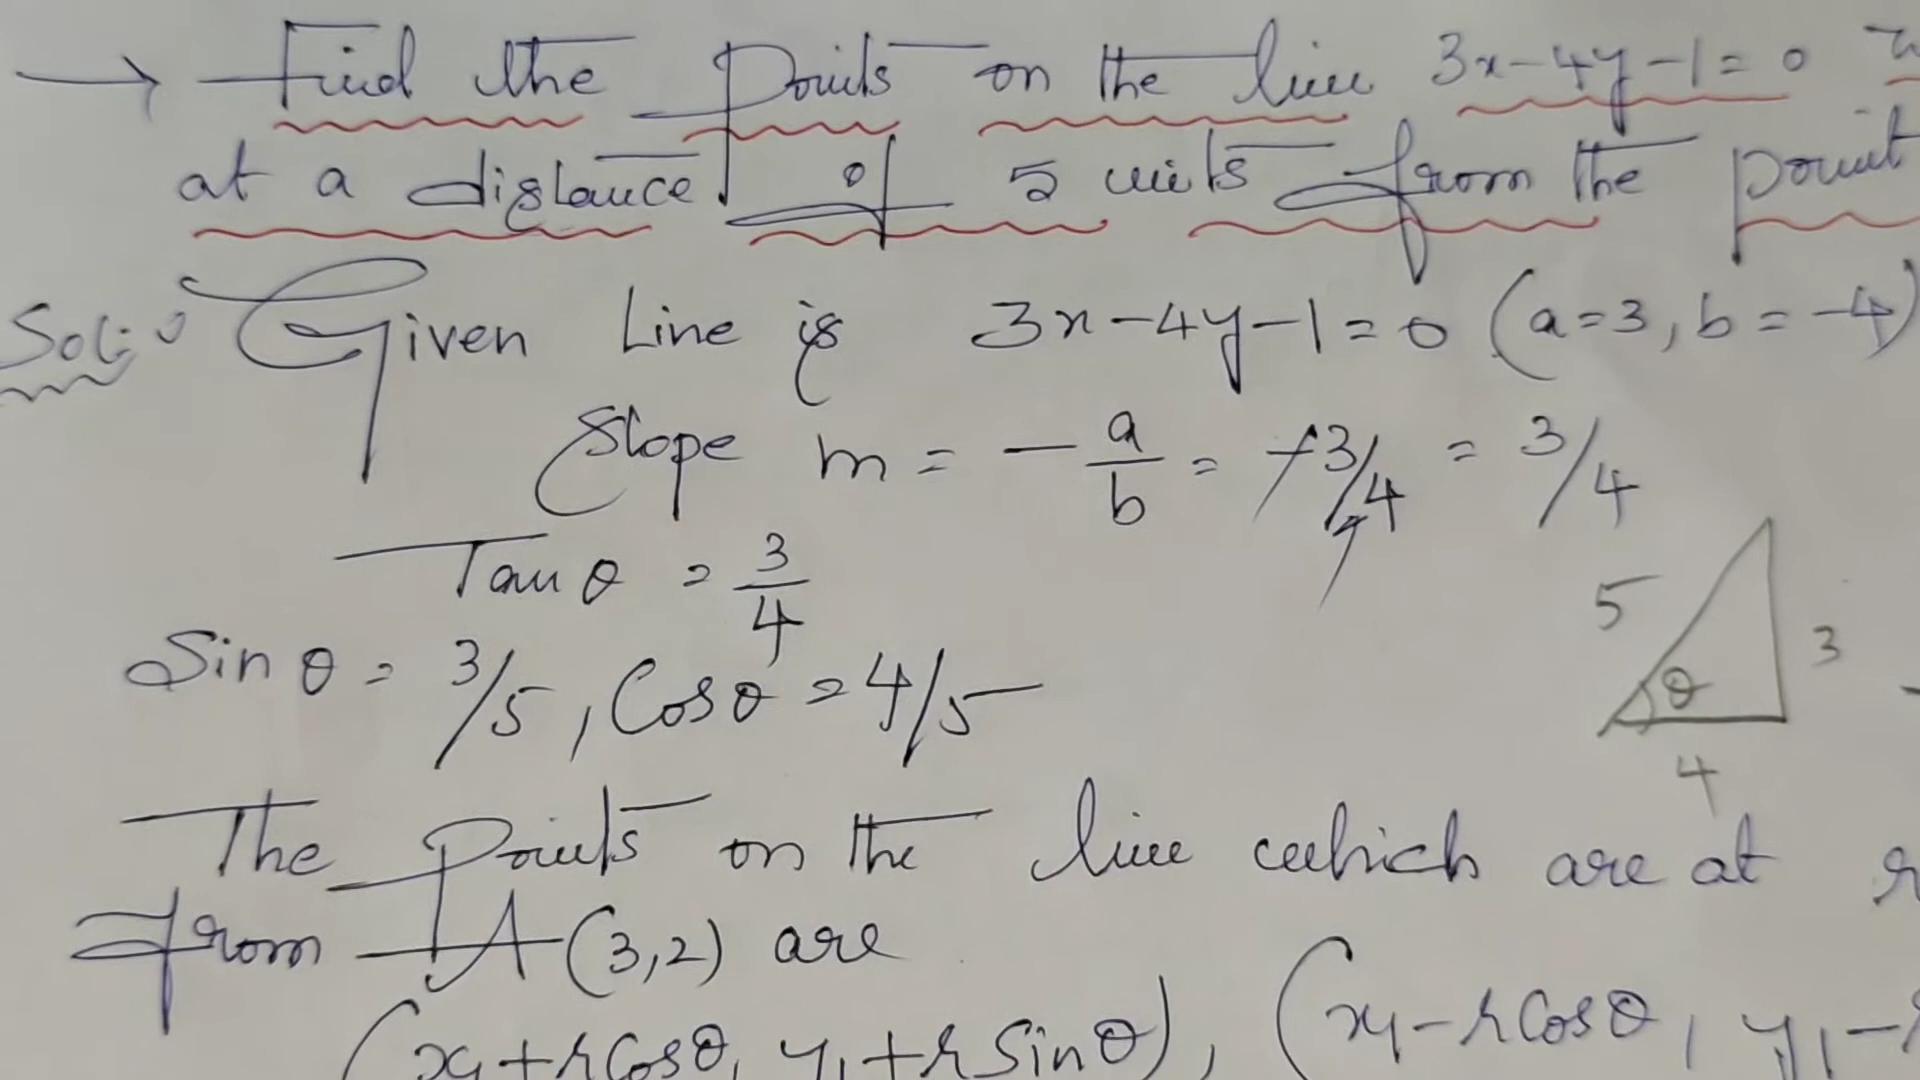 → Find the points on the line 3x-4y-1=0
at a distance of 5 units from the point
Sol: Given Line is 3x-4y-1=0 (a=3, b=-4)
Slope m = -a/b = -3/-4 = 3/4
Tan θ = 3/4
Sin θ = 3/5, Cos θ = 4/5
5
3
θ
4
The points on the line which are at r
from A(3,2) are
(x₁+rCosθ, y₁+rSinθ), (x₁-rCosθ, y₁-